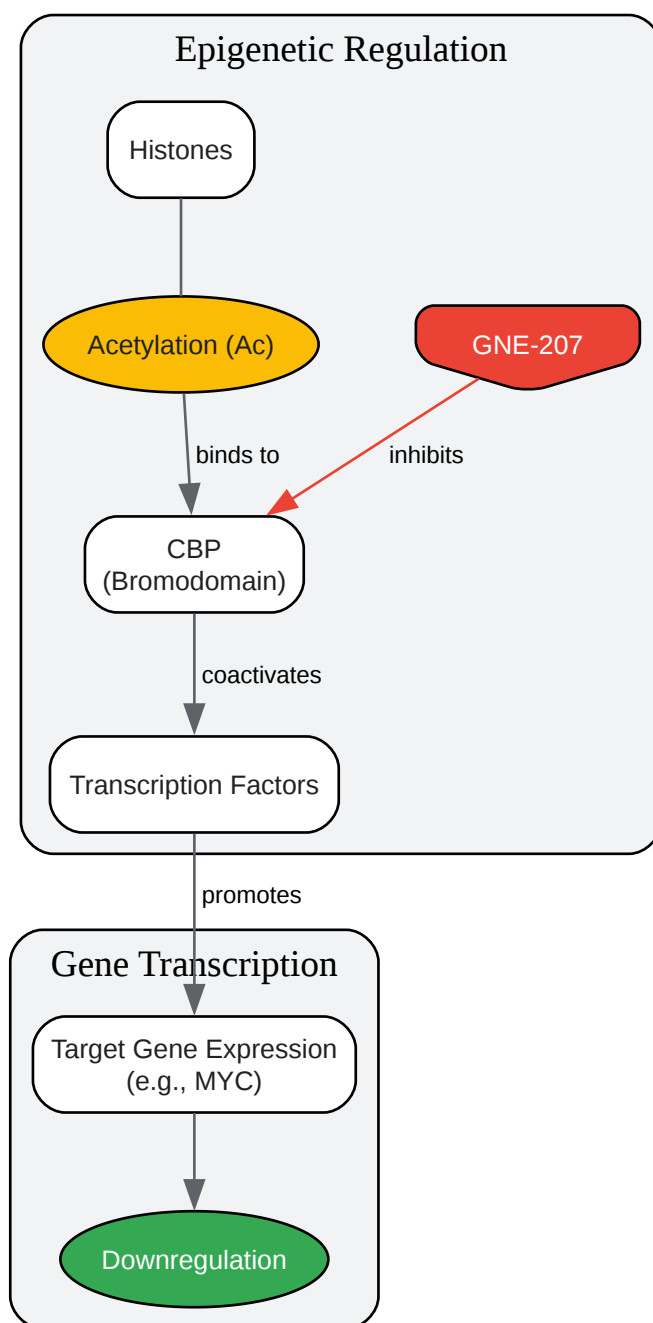 Epigenetic Regulation
Histones
Acetylation (Ac)
GNE-207
binds to
inhibits
CBP
(Bromodomain)
coactivates
Transcription Factors
promotes
Gene Transcription
Target Gene Expression
(e.g., MYC)
Downregulation